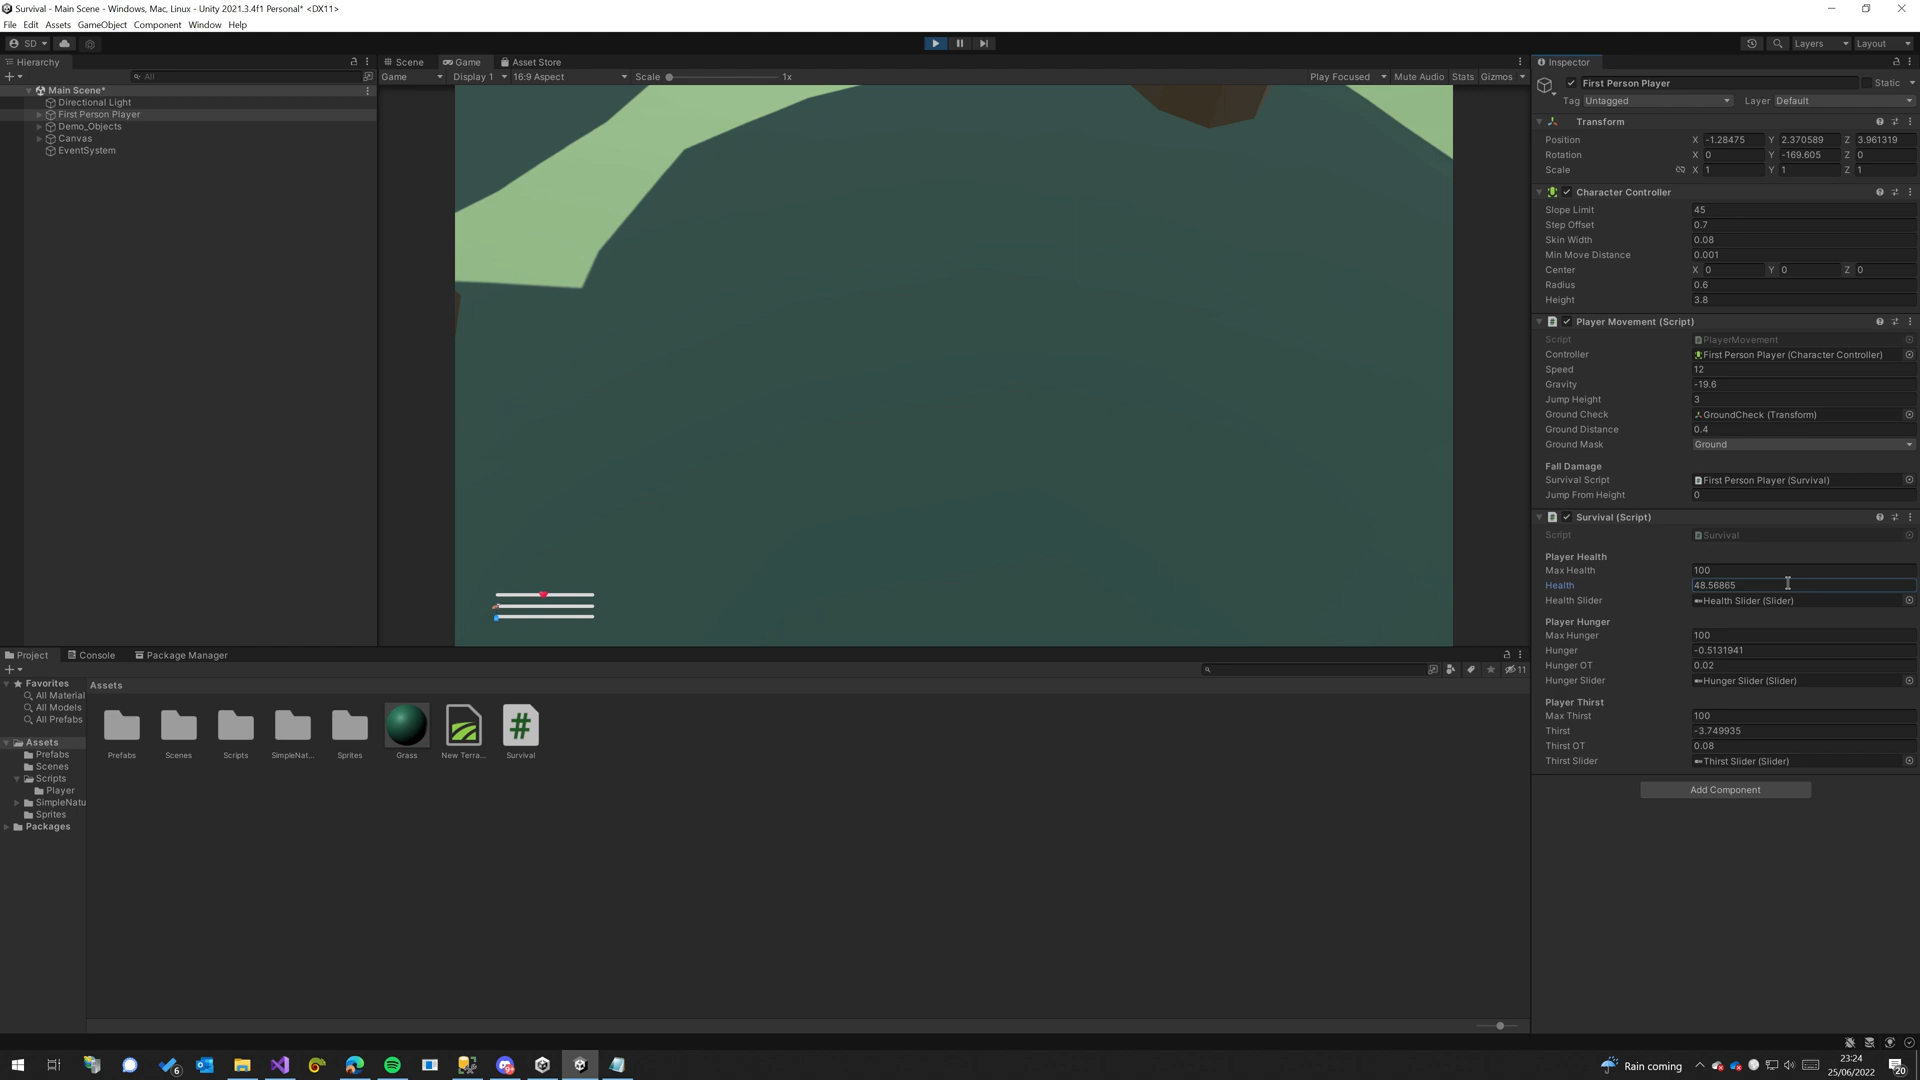 Survival - Main Scene - Windows, Mac, Linux - Unity 2021.3.4f1 Personal* <DX11>
File Edit Assets GameObject Component Window Help
SD Layers Layout
Hierarchy Scene Game Asset Store Inspector
All Game Display 1 16:9 Aspect Scale 1x Play Focused Mute Audio Stats Gizmos
First Person Player Static
Tag Untagged Layer Default
Main Scene*
Directional Light
First Person Player
Demo_Objects
Canvas
EventSystem
Transform
Position X -1.28475 Y 2.370589 Z 3.961319
Rotation X 0 Y -169.605 Z 0
Scale X 1 Y 1 Z 1
Character Controller
Slope Limit 45
Step Offset 0.7
Skin Width 0.08
Min Move Distance 0.001
Center X 0 Y 0 Z 0
Radius 0.6
Height 3.8
Player Movement (Script)
Script PlayerMovement
Controller First Person Player (Character Controller)
Speed 12
Gravity -19.6
Jump Height 3
Ground Check GroundCheck (Transform)
Ground Distance 0.4
Ground Mask Ground
Fall Damage
Survival Script First Person Player (Survival)
Jump From Height 0
Survival (Script)
Script Survival
Player Health
Max Health 100
Health 48.56865
Health Slider Health Slider (Slider)
Player Hunger
Max Hunger 100
Hunger -0.5131941
Hunger OT 0.02
Hunger Slider Hunger Slider (Slider)
Player Thirst
Max Thirst 100
Thirst -3.749935
Thirst OT 0.08
Thirst Slider Thirst Slider (Slider)
Add Component
Project Console Package Manager
11
Favorites
All Material
All Models
All Prefabs
Assets
Prefabs
Scenes
Scripts
Player
SimpleNatu
Sprites
Packages
Assets
Prefabs Scenes Scripts SimpleNat... Sprites Grass New Terra... Survival
6
Rain coming
23:24
25/06/2022
20